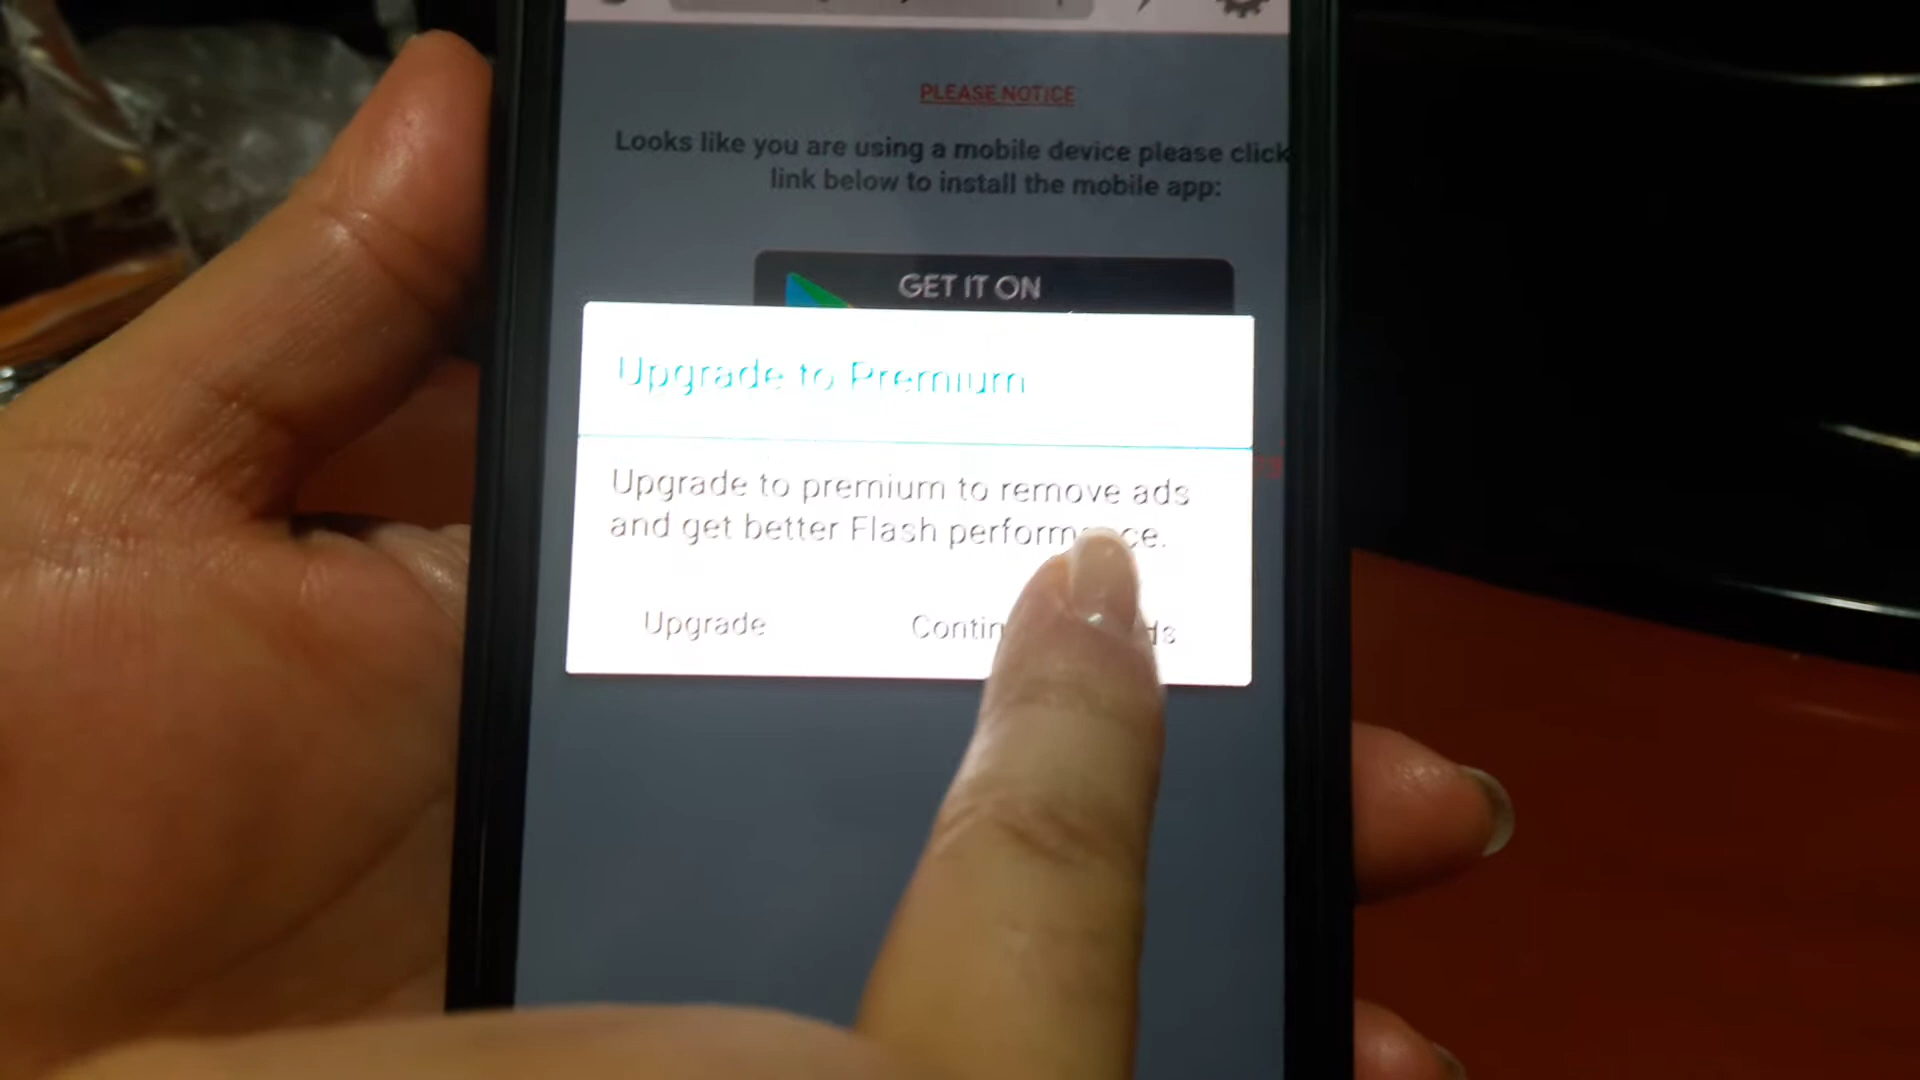 PLEASE NOTICE
Looks like you are using a mobile device please click
link below to install the mobile app:
GET IT ON
Upgrade to Premium
Upgrade to premium to remove ads
and get better Flash
Upgrade